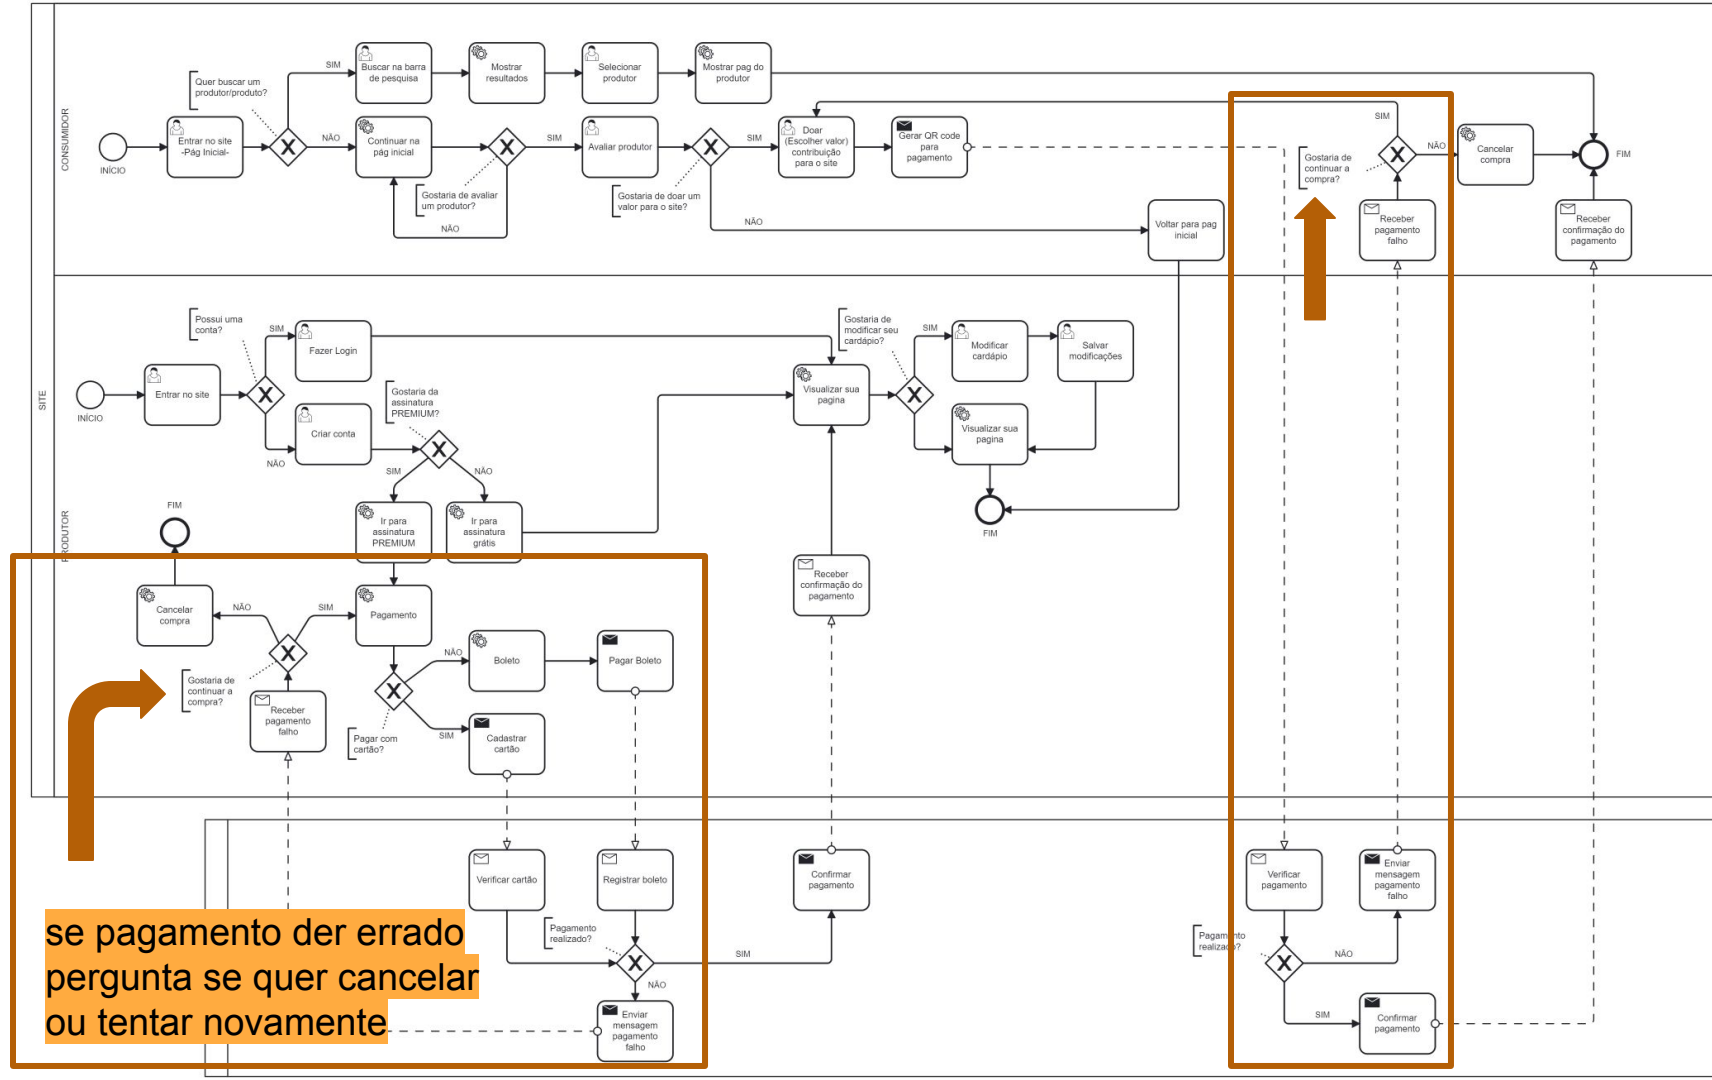 SITE
CONSUMIDOR
INÍCIO
Entrar no site
-Pág Inicial-
Quer buscar um
produtor/produto?
X
SIM
NÃO
Buscar na barra
de pesquisa
Mostrar
resultados
Selecionar
produtor
Mostrar pag do
produtor
Continuar na
pág inicial
X
Gostaria de avaliar
um produtor?
NÃO
SIM
Avaliar produtor
X
Gostaria de doar um
valor para o site?
SIM
NÃO
Doar
(Escolher valor)
contribuição
para o site
Gerar QR code
para
pagamento
Voltar para pag
inicial
SIM
X
Gostaria de
continuar a
compra?
NÃO
Cancelar
compra
FIM
Receber
pagamento
falho
Receber
confirmação do
pagamento
PRODUTOR
INÍCIO
Entrar no site
Possui uma
conta?
X
SIM
NÃO
Fazer Login
Criar conta
Gostaria da
assinatura
PREMIUM?
X
SIM
NÃO
Ir para
assinatura
PREMIUM
Ir para
assinatura
grátis
Visualizar sua
pagina
Gostaria de
modificar seu
cardápio?
X
SIM
Modificar
cardápio
Salvar
modificações
Visualizar sua
pagina
FIM
Receber
confirmação do
pagamento
FIM
Cancelar
compra
NÃO
SIM
X
Gostaria de
continuar a
compra?
Receber
pagamento
falho
Pagamento
X
Pagar com
cartão?
NÃO
SIM
Boleto
Pagar Boleto
Cadastrar
cartão
Verificar cartão
Registrar boleto
Pagamento
realizado?
X
SIM
NÃO
Enviar
mensagem
pagamento
falho
Confirmar
pagamento
Verificar
pagamento
Pagamento
realizado?
X
NÃO
SIM
Enviar
mensagem
pagamento
falho
Confirmar
pagamento
se pagamento der errado
pergunta se quer cancelar
ou tentar novamente